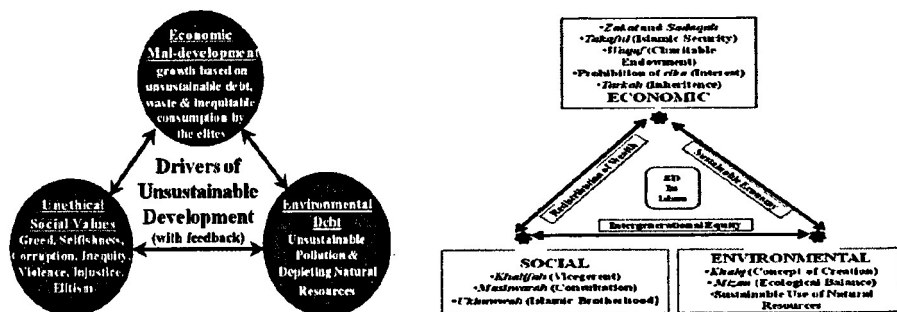 Economic
Mal-development
growth based on
unsustainable debt,
waste & inequitable
consumption by
the elites
Drivers of
Unsustainable
Development
(with feedback)
Unethical
Social Values
Greed, Selfishness,
Corruption, Inequity,
Violence, Injustice,
Elitism
Environmental
Debt
Unsustainable
Pollution &
Depleting Natural
Resources
•Zakat and Sadaqah
•Takaful (Islamic Security)
•Waqaf (Charitable
Endowment)
•Prohibition of riba (Interest)
•Tarkah (Inheritence)
ECONOMIC
Redistribution of Wealth
Sustainable Economy
Intergenerational Equity
SOCIAL
•Khalifah (Vicegerent)
•Mashwarah (Consultation)
•Ukhuwwah (Islamic Brotherhood)
ENVIRONMENTAL
•Khalq (Concept of Creation)
•Mizan (Ecological Balance)
•Sustainable Use of Natural
Resources